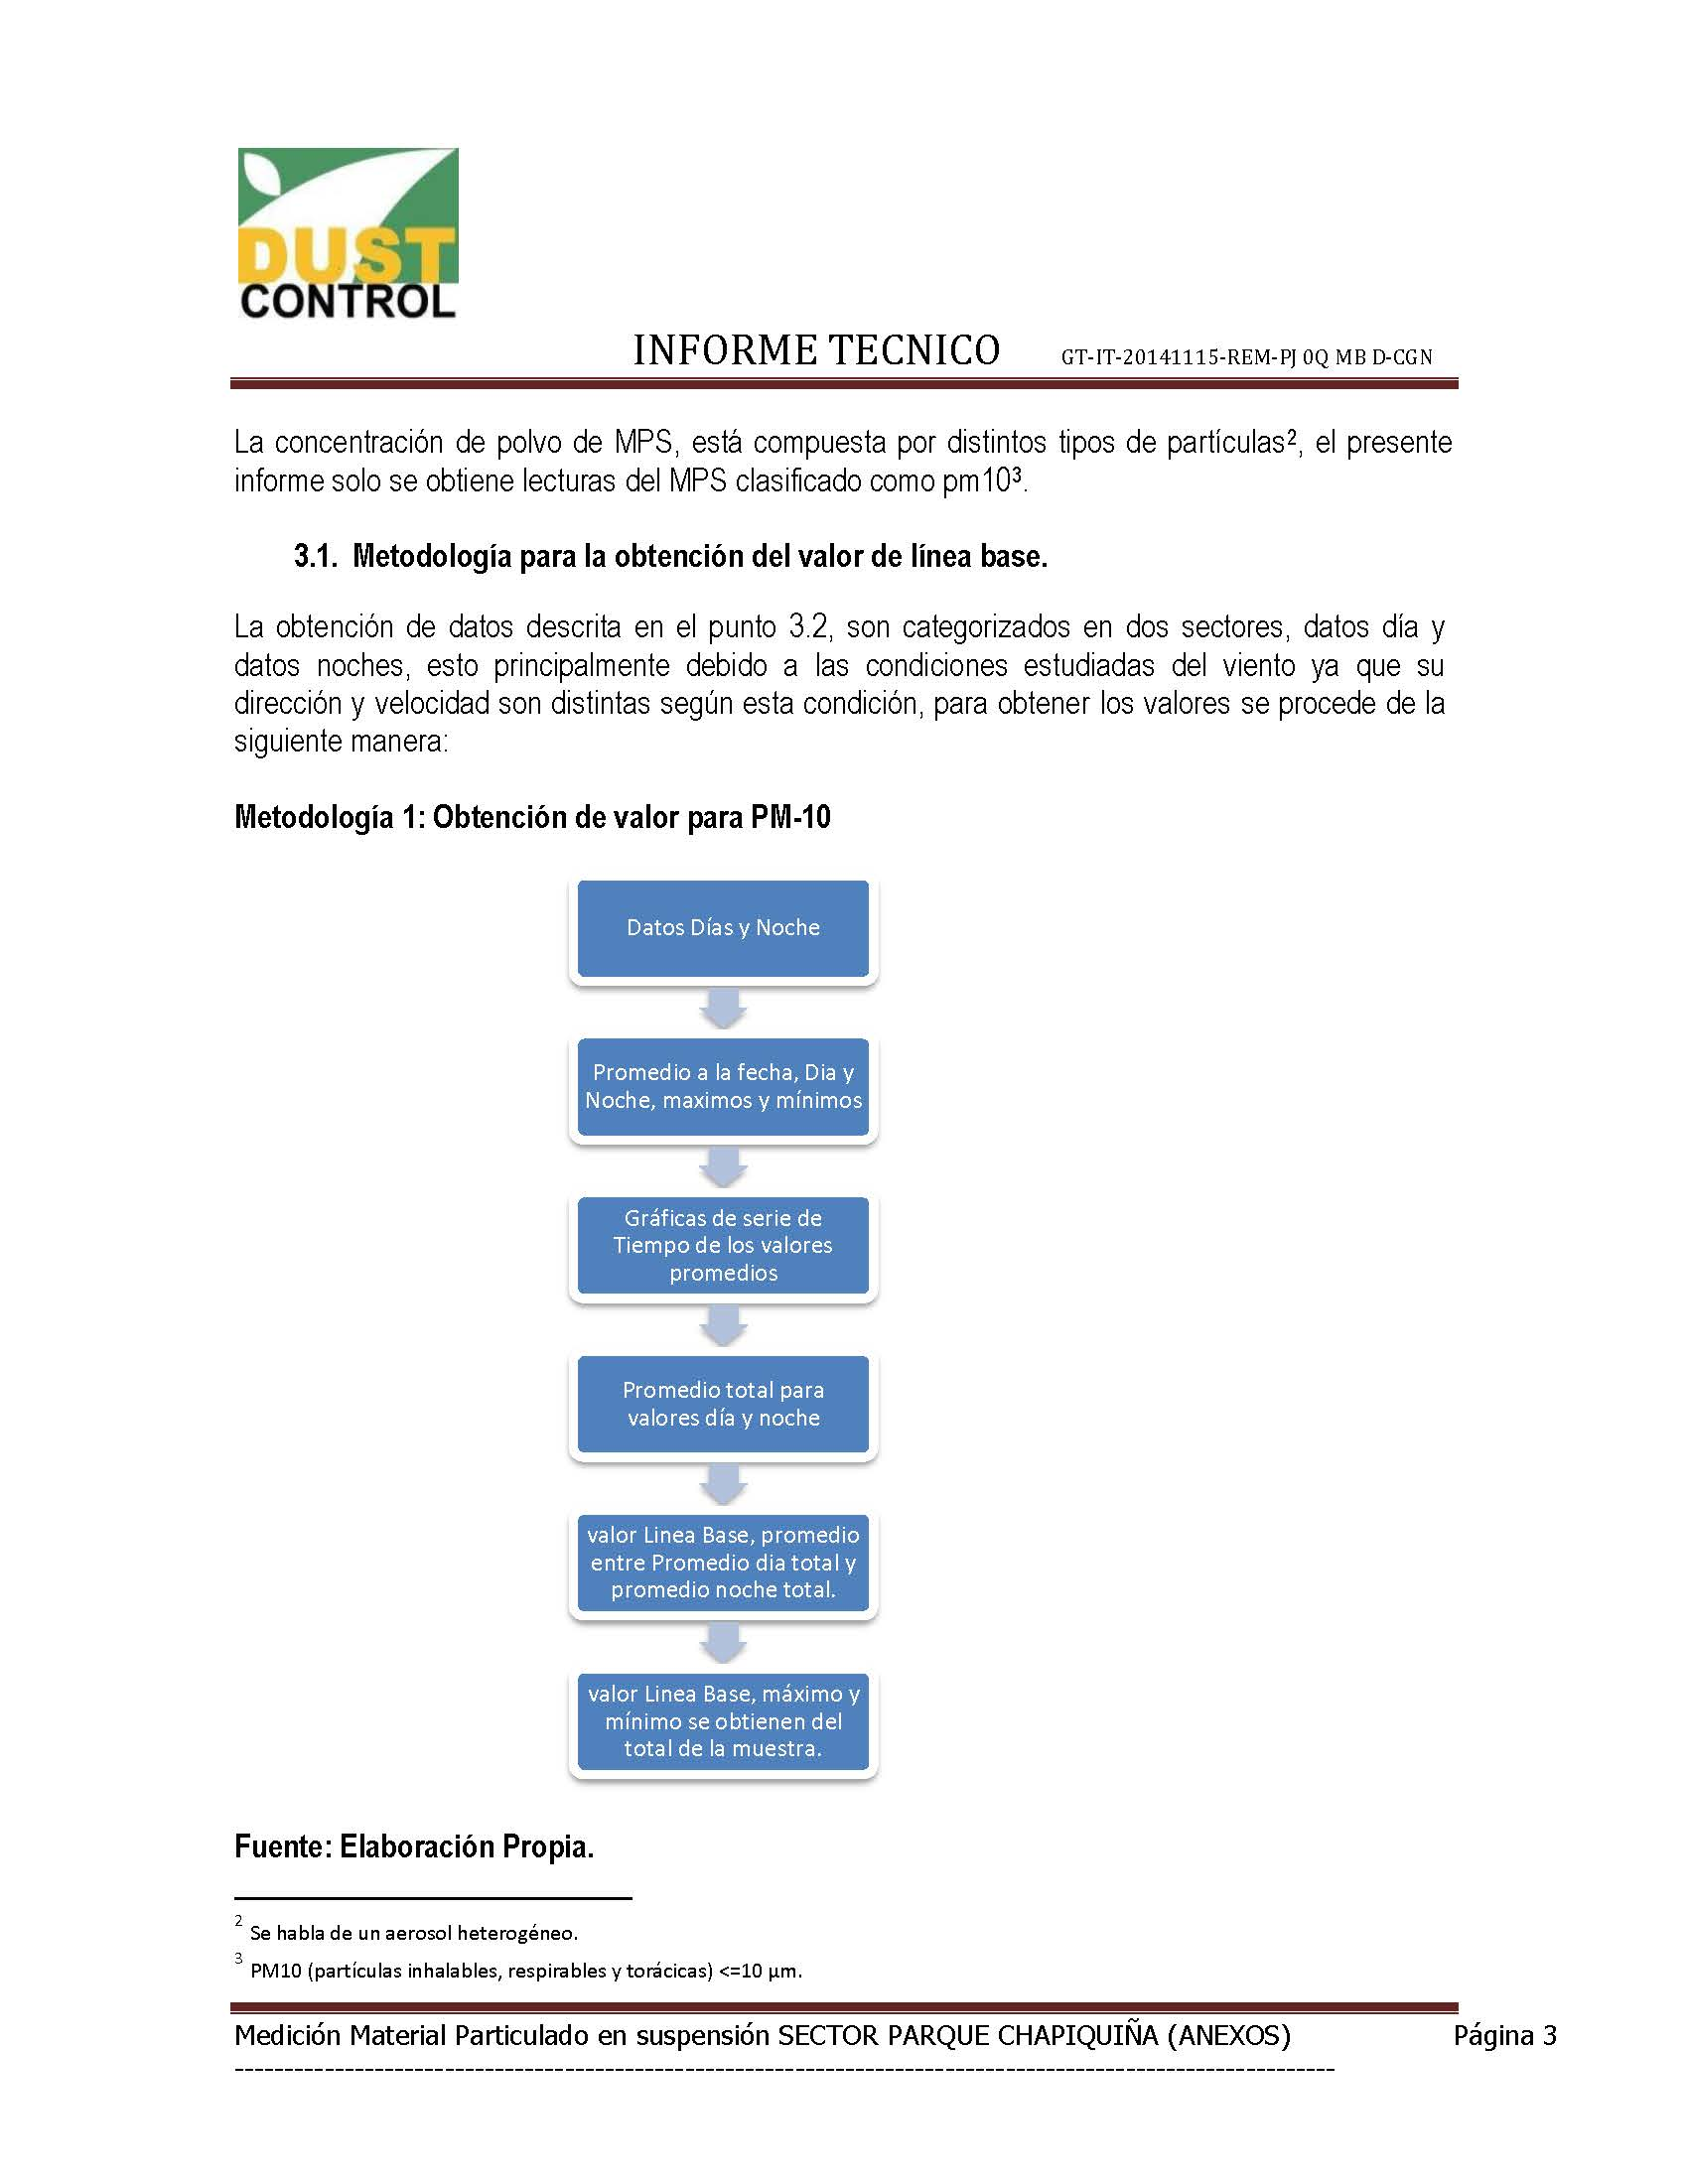 DUST
CONTROL
INFORME TECNICO GT-IT-20141115-REM-PJ 0Q MB D-CGN
La concentración de polvo de MPS, está compuesta por distintos tipos de partículas², el presente
informe solo se obtiene lecturas del MPS clasificado como pm10³.
3.1. Metodología para la obtención del valor de línea base.
La obtención de datos descrita en el punto 3.2, son categorizados en dos sectores, datos día y
datos noches, esto principalmente debido a las condiciones estudiadas del viento ya que su
dirección y velocidad son distintas según esta condición, para obtener los valores se procede de la
siguiente manera:
Metodología 1: Obtención de valor para PM-10
Datos Días y Noche
Promedio a la fecha, Dia y
Noche, maximos y mínimos
Gráficas de serie de
Tiempo de los valores
promedios
Promedio total para
valores día y noche
valor Linea Base, promedio
entre Promedio dia total y
promedio noche total.
valor Linea Base, máximo y
mínimo se obtienen del
total de la muestra.
Fuente: Elaboración Propia.
² Se habla de un aerosol heterogéneo.
³ PM10 (partículas inhalables, respirables y torácicas) <=10 µm.
Medición Material Particulado en suspensión SECTOR PARQUE CHAPIQUIÑA (ANEXOS) Página 3
--------------------------------------------------------------------------------------------------------------